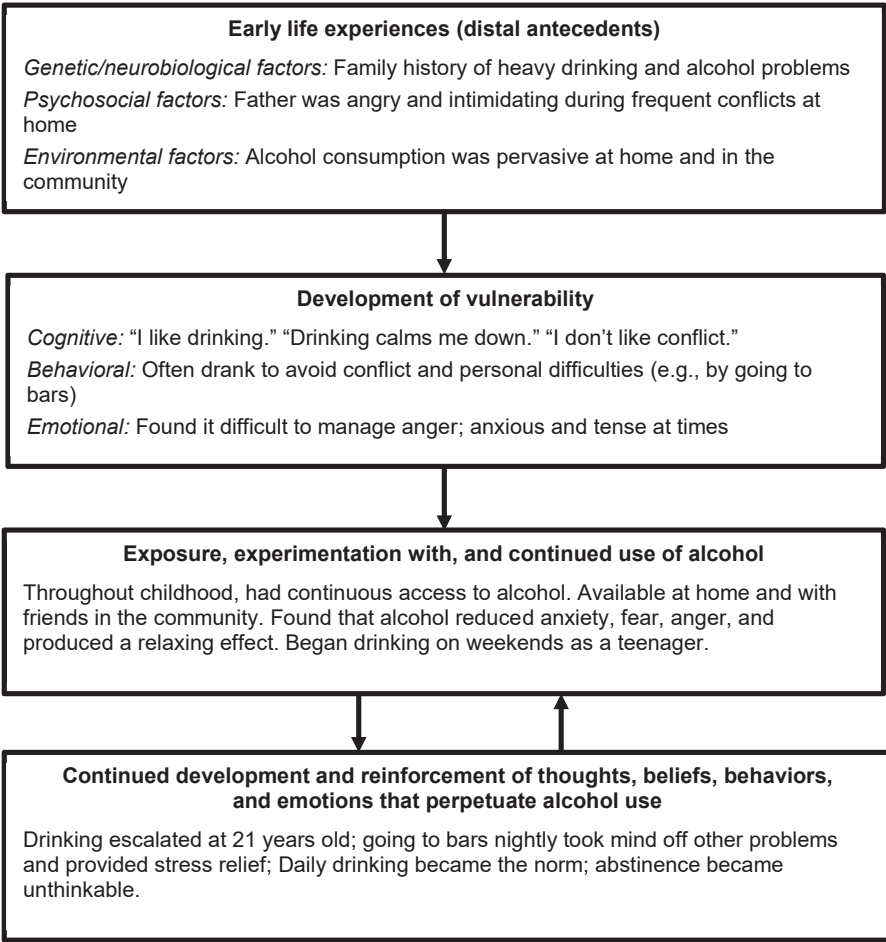 Early life experiences (distal antecedents)
Genetic/neurobiological factors: Family history of heavy drinking and alcohol problems
Psychosocial factors: Father was angry and intimidating during frequent conflicts at
home
Environmental factors: Alcohol consumption was pervasive at home and in the
community
Development of vulnerability
Cognitive: “I like drinking.” “Drinking calms me down.” “I don’t like conflict.”
Behavioral: Often drank to avoid conflict and personal difficulties (e.g., by going to
bars)
Emotional: Found it difficult to manage anger; anxious and tense at times
Exposure, experimentation with, and continued use of alcohol
Throughout childhood, had continuous access to alcohol. Available at home and with
friends in the community. Found that alcohol reduced anxiety, fear, anger, and
produced a relaxing effect. Began drinking on weekends as a teenager.
Continued development and reinforcement of thoughts, beliefs, behaviors,
and emotions that perpetuate alcohol use
Drinking escalated at 21 years old; going to bars nightly took mind off other problems
and provided stress relief; Daily drinking became the norm; abstinence became
unthinkable.